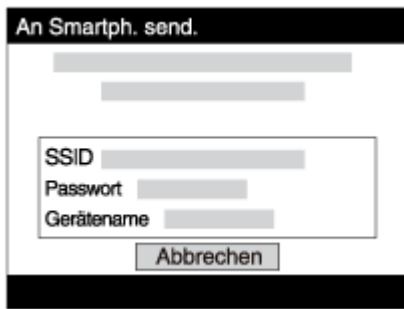 An Smartph. send.
SSID
Passwort
Gerätename
Abbrechen